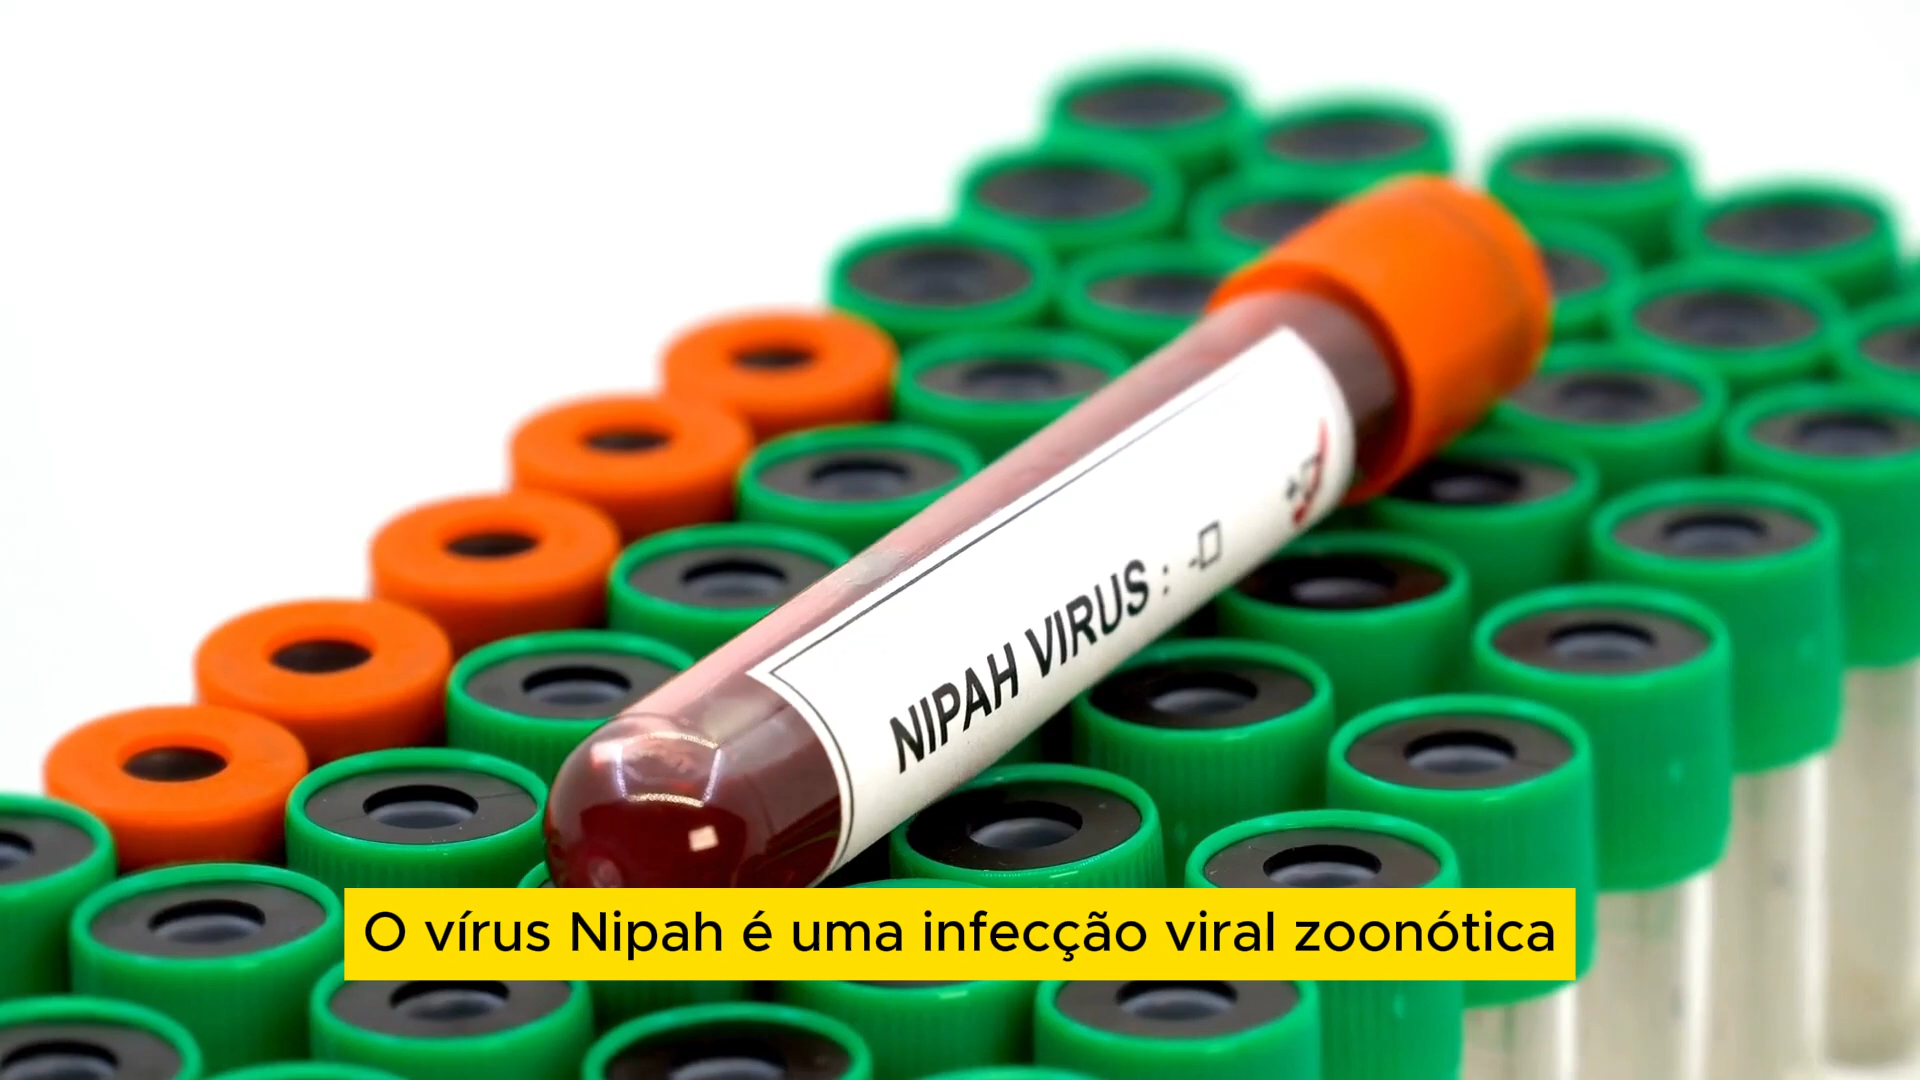 NIPAH VIRUS : -□
+
O vírus Nipah é uma infecção viral zoonótica